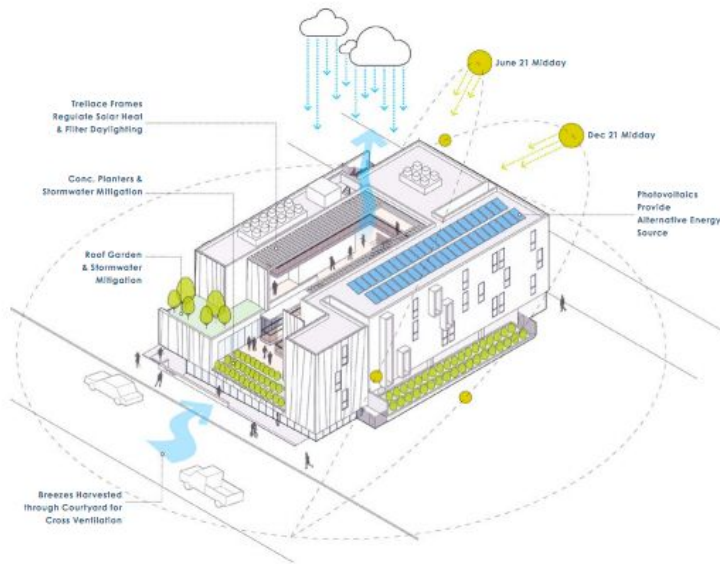 June 21 Midday
Trellace Frames
Regulate Solar Heat
& Filter Daylighting
Dec 21 Midday
Conc. Planters &
Stormwater Mitigation
Photovoltaics
Provide
Alternative Energy
Source
Roof Garden
& Stormwater
Mitigation
Breezes Harvested
through Courtyard for
Cross Ventilation